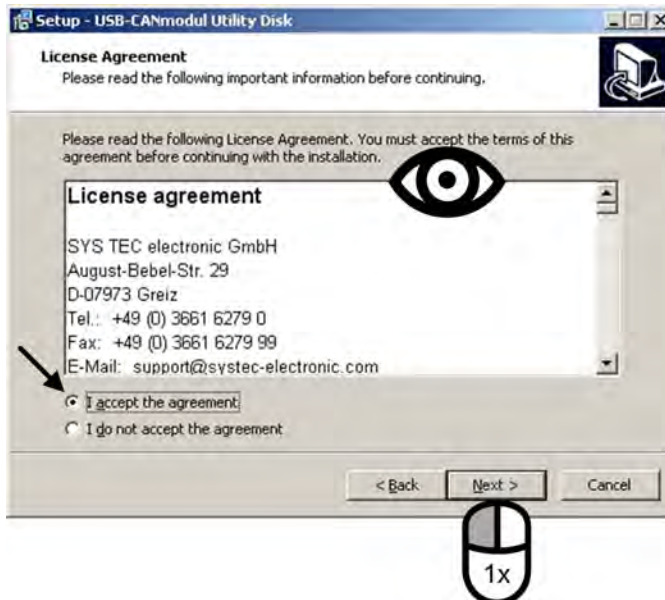 Setup - USB-CANmodul Utility Disk
License Agreement
Please read the following important information before continuing.
Please read the following License Agreement. You must accept the terms of this
agreement before continuing with the installation.
License agreement
SYS TEC electronic GmbH
August-Bebel-Str. 29
D-07973 Greiz
Tel.: +49 (0) 3661 6279 0
Fax: +49 (0) 3661 6279 99
E-Mail: support@systec-electronic.com
I accept the agreement
I do not accept the agreement
< Back Next > Cancel
1x